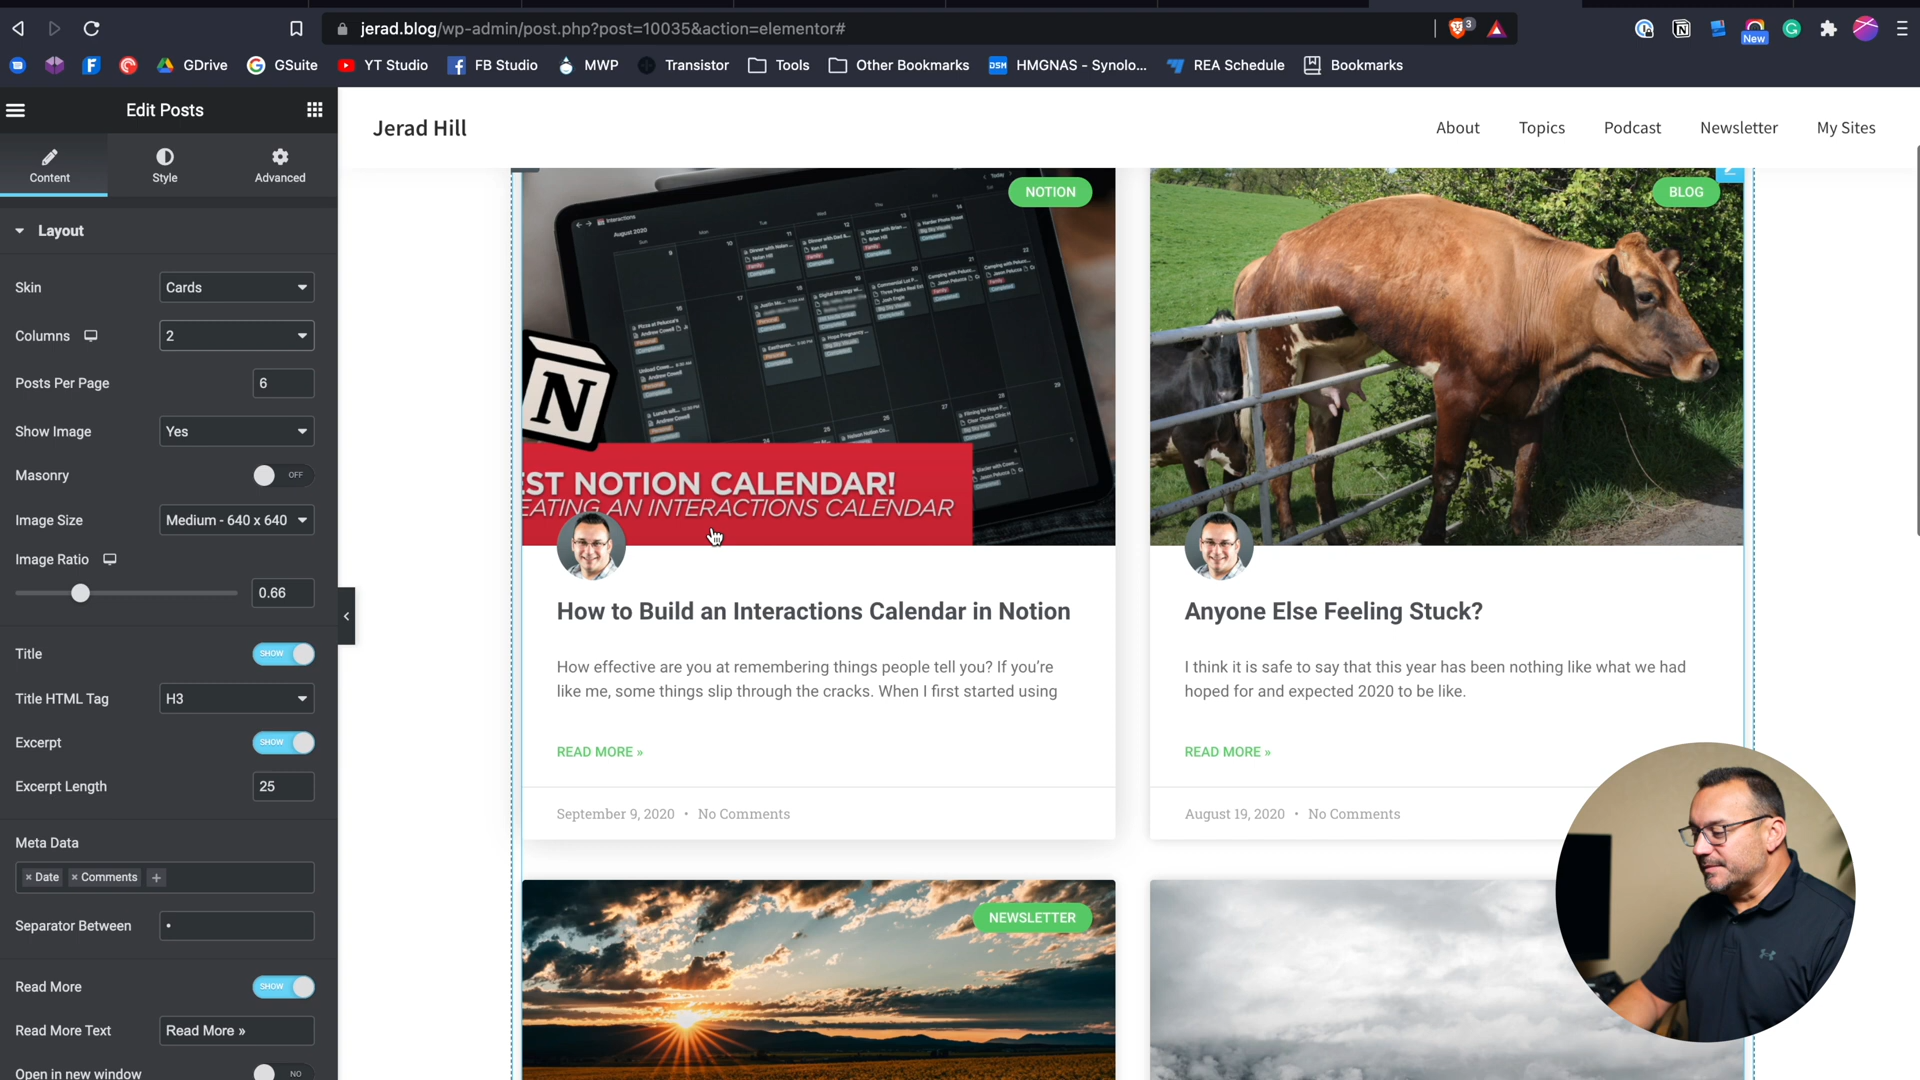 jerad.blog/wp-admin/post.php?post=10035&action=elementor#
3
New
GDrive
GSuite
YT Studio
FB Studio
MWP
Transistor
Tools
Other Bookmarks
DSM
HMGNAS - Synolo...
REA Schedule
Bookmarks
Edit Posts
Content
Style
Advanced
Layout
Skin
Cards
Columns
2
Posts Per Page
6
Show Image
Yes
Masonry
OFF
Image Size
Medium - 640 x 640
Image Ratio
0.66
Title
SHOW
Title HTML Tag
H3
Excerpt
SHOW
Excerpt Length
25
Meta Data
× Date × Comments +
Separator Between
•
Read More
SHOW
Read More Text
Read More »
Open in new window
NO
Jerad Hill
About
Topics
Podcast
Newsletter
My Sites
NOTION
Interactions
August 2020
Today
N
EST NOTION CALENDAR!
EATING AN INTERACTIONS CALENDAR
How to Build an Interactions Calendar in Notion
How effective are you at remembering things people tell you? If you’re
like me, some things slip through the cracks. When I first started using
READ MORE »
September 9, 2020 • No Comments
BLOG
Anyone Else Feeling Stuck?
I think it is safe to say that this year has been nothing like what we had
hoped for and expected 2020 to be like.
READ MORE »
August 19, 2020 • No Comments
NEWSLETTER